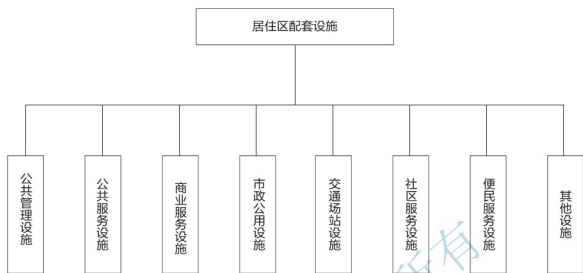 居住区配套设施
公共管理设施
公共服务设施
商业服务设施
市政公用设施
交通场站设施
社区服务设施
便民服务设施
其他设施
所有